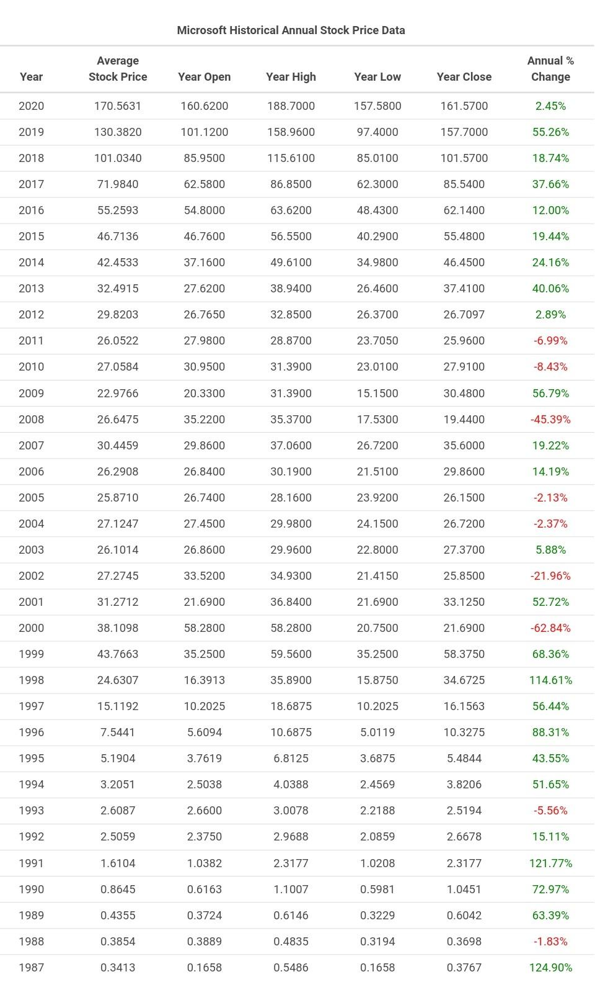 Microsoft Historical Annual Stock Price Data
Year Average Stock Price Year Open Year High Year Low Year Close Annual % Change
2020 170.5631 160.6200 188.7000 157.5800 161.5700 2.45%
2019 130.3820 101.1200 158.9600 97.4000 157.7000 55.26%
2018 101.0340 85.9500 115.6100 85.0100 101.5700 18.74%
2017 71.9840 62.5800 86.8500 62.3000 85.5400 37.66%
2016 55.2593 54.8000 63.6200 48.4300 62.1400 12.00%
2015 46.7136 46.7600 56.5500 40.2900 55.4800 19.44%
2014 42.4533 37.1600 49.6100 34.9800 46.4500 24.16%
2013 32.4915 27.6200 38.9400 26.4600 37.4100 40.06%
2012 29.8203 26.7650 32.8500 26.3700 26.7097 2.89%
2011 26.0522 27.9800 28.8700 23.7050 25.9600 -6.99%
2010 27.0584 30.9500 31.3900 23.0100 27.9100 -8.43%
2009 22.9766 20.3300 31.3900 15.1500 30.4800 56.79%
2008 26.6475 35.2200 35.3700 17.5300 19.4400 -45.39%
2007 30.4459 29.8600 37.0600 26.7200 35.6000 19.22%
2006 26.2908 26.8400 30.1900 21.5100 29.8600 14.19%
2005 25.8710 26.7400 28.1600 23.9200 26.1500 -2.13%
2004 27.1247 27.4500 29.9800 24.1500 26.7200 -2.37%
2003 26.1014 26.8600 29.9600 22.8000 27.3700 5.88%
2002 27.2745 33.5200 34.9300 21.4150 25.8500 -21.96%
2001 31.2712 21.6900 36.8400 21.6900 33.1250 52.72%
2000 38.1098 58.2800 58.2800 20.7500 21.6900 -62.84%
1999 43.7663 35.2500 59.5600 35.2500 58.3750 68.36%
1998 24.6307 16.3913 35.8900 15.8750 34.6725 114.61%
1997 15.1192 10.2025 18.6875 10.2025 16.1563 56.44%
1996 7.5441 5.6094 10.6875 5.0119 10.3275 88.31%
1995 5.1904 3.7619 6.8125 3.6875 5.4844 43.55%
1994 3.2051 2.5038 4.0388 2.4569 3.8206 51.65%
1993 2.6087 2.6600 3.0078 2.2188 2.5194 -5.56%
1992 2.5059 2.3750 2.9688 2.0859 2.6678 15.11%
1991 1.6104 1.0382 2.3177 1.0208 2.3177 121.77%
1990 0.8645 0.6163 1.1007 0.5981 1.0451 72.97%
1989 0.4355 0.3724 0.6146 0.3229 0.6042 63.39%
1988 0.3854 0.3889 0.4835 0.3194 0.3698 -1.83%
1987 0.3413 0.1658 0.5486 0.1658 0.3767 124.90%